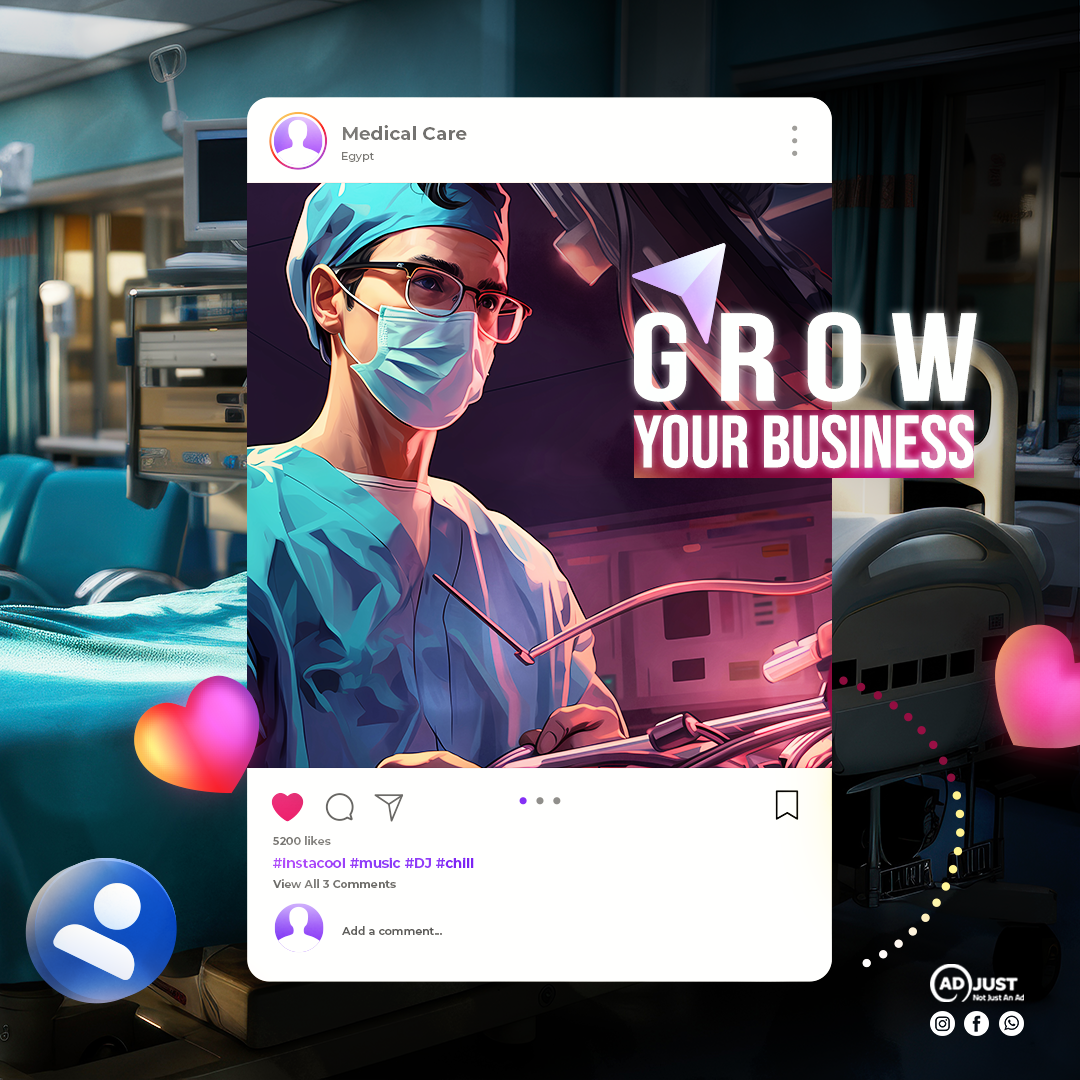 Medical Care
Egypt
GROW
YOUR BUSINESS
5200 likes
#instacool #music #DJ #chill
View All 3 Comments
Add a comment...
AD JUST
Not Just An Ad